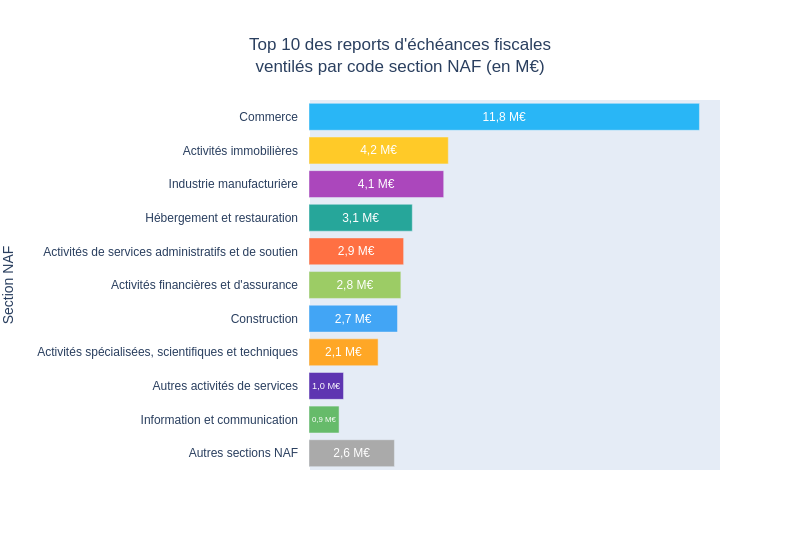 Top 10 des reports d'échéances fiscales
ventilés par code section NAF (en M€)
Section NAF
Commerce 11,8 M€
Activités immobilières 4,2 M€
Industrie manufacturière 4,1 M€
Hébergement et restauration 3,1 M€
Activités de services administratifs et de soutien 2,9 M€
Activités financières et d'assurance 2,8 M€
Construction 2,7 M€
Activités spécialisées, scientifiques et techniques 2,1 M€
Autres activités de services 1,0 M€
Information et communication 0,9 M€
Autres sections NAF 2,6 M€